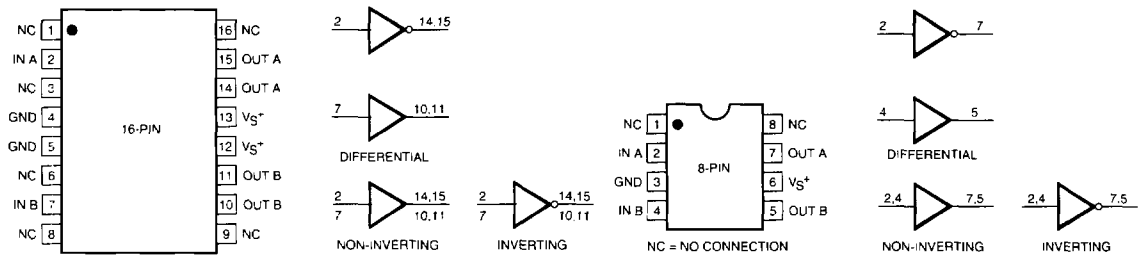 NC 1
16 NC
IN A 2
15 OUT A
NC 3
14 OUT A
GND 4
13 VS+
16-PIN
GND 5
12 VS+
NC 6
11 OUT B
IN B 7
10 OUT B
NC 8
9 NC
2 14,15
7 10,11
DIFFERENTIAL
2 14,15
7 10,11
NON-INVERTING
2 14,15
7 10,11
INVERTING
NC 1
8 NC
IN A 2
7 OUT A
8-PIN
GND 3
6 VS+
IN B 4
5 OUT B
NC = NO CONNECTION
2 7
4 5
DIFFERENTIAL
2,4 7,5
NON-INVERTING
2,4 7,5
INVERTING